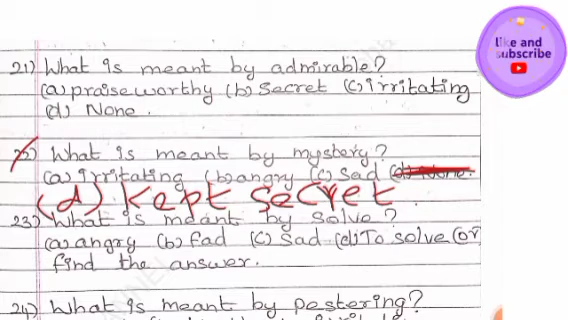 like and
subscribe
21) What is meant by admirable?
(a) praiseworthy (b) secret (c) irritating
(d) None.
22) What is meant by mystery?
(a) irritating (b) angry (c) sad (d) None.
(d) kept secret.
23) What is meant by solve?
(a) angry (b) fad (c) sad (d) To solve (or)
find the answer.
24) What is meant by pestering?